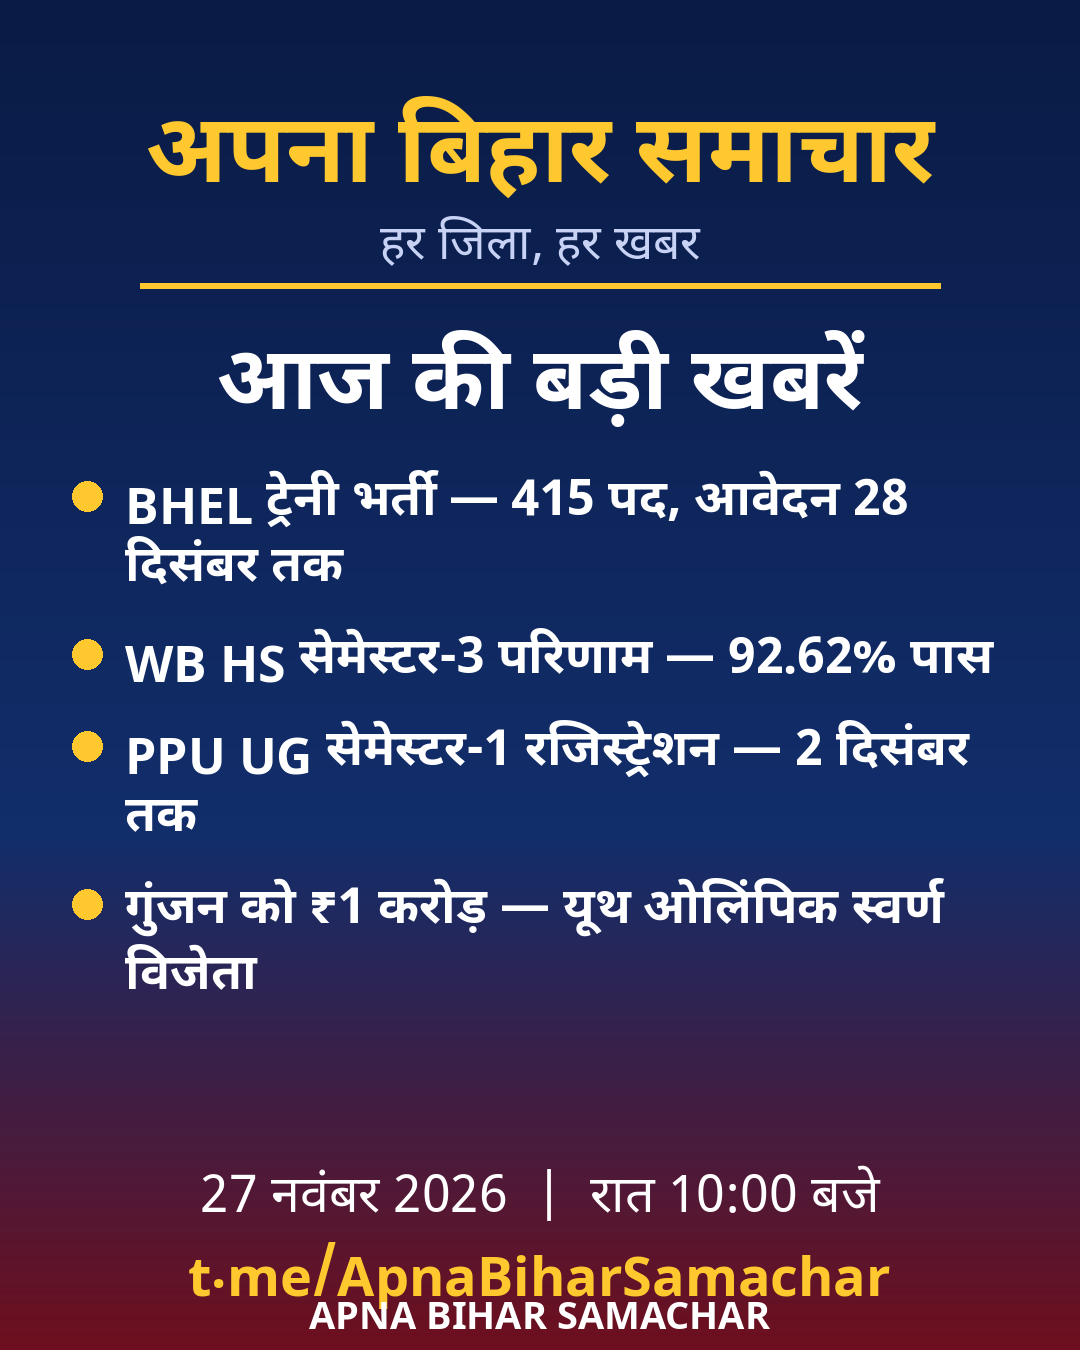 अपना बिहार समाचार
हर जिला, हर खबर
आज की बड़ी खबरें
BHEL ट्रेनी भर्ती — 415 पद, आवेदन 28
दिसंबर तक
WB HS सेमेस्टर-3 परिणाम — 92.62% पास
PPU UG सेमेस्टर-1 रजिस्ट्रेशन — 2 दिसंबर
तक
गुंजन को ₹1 करोड़ — यूथ ओलिंपिक स्वर्ण
विजेता
27 नवंबर 2026 | रात 10:00 बजे
t.me/ApnaBiharSamachar
APNA BIHAR SAMACHAR